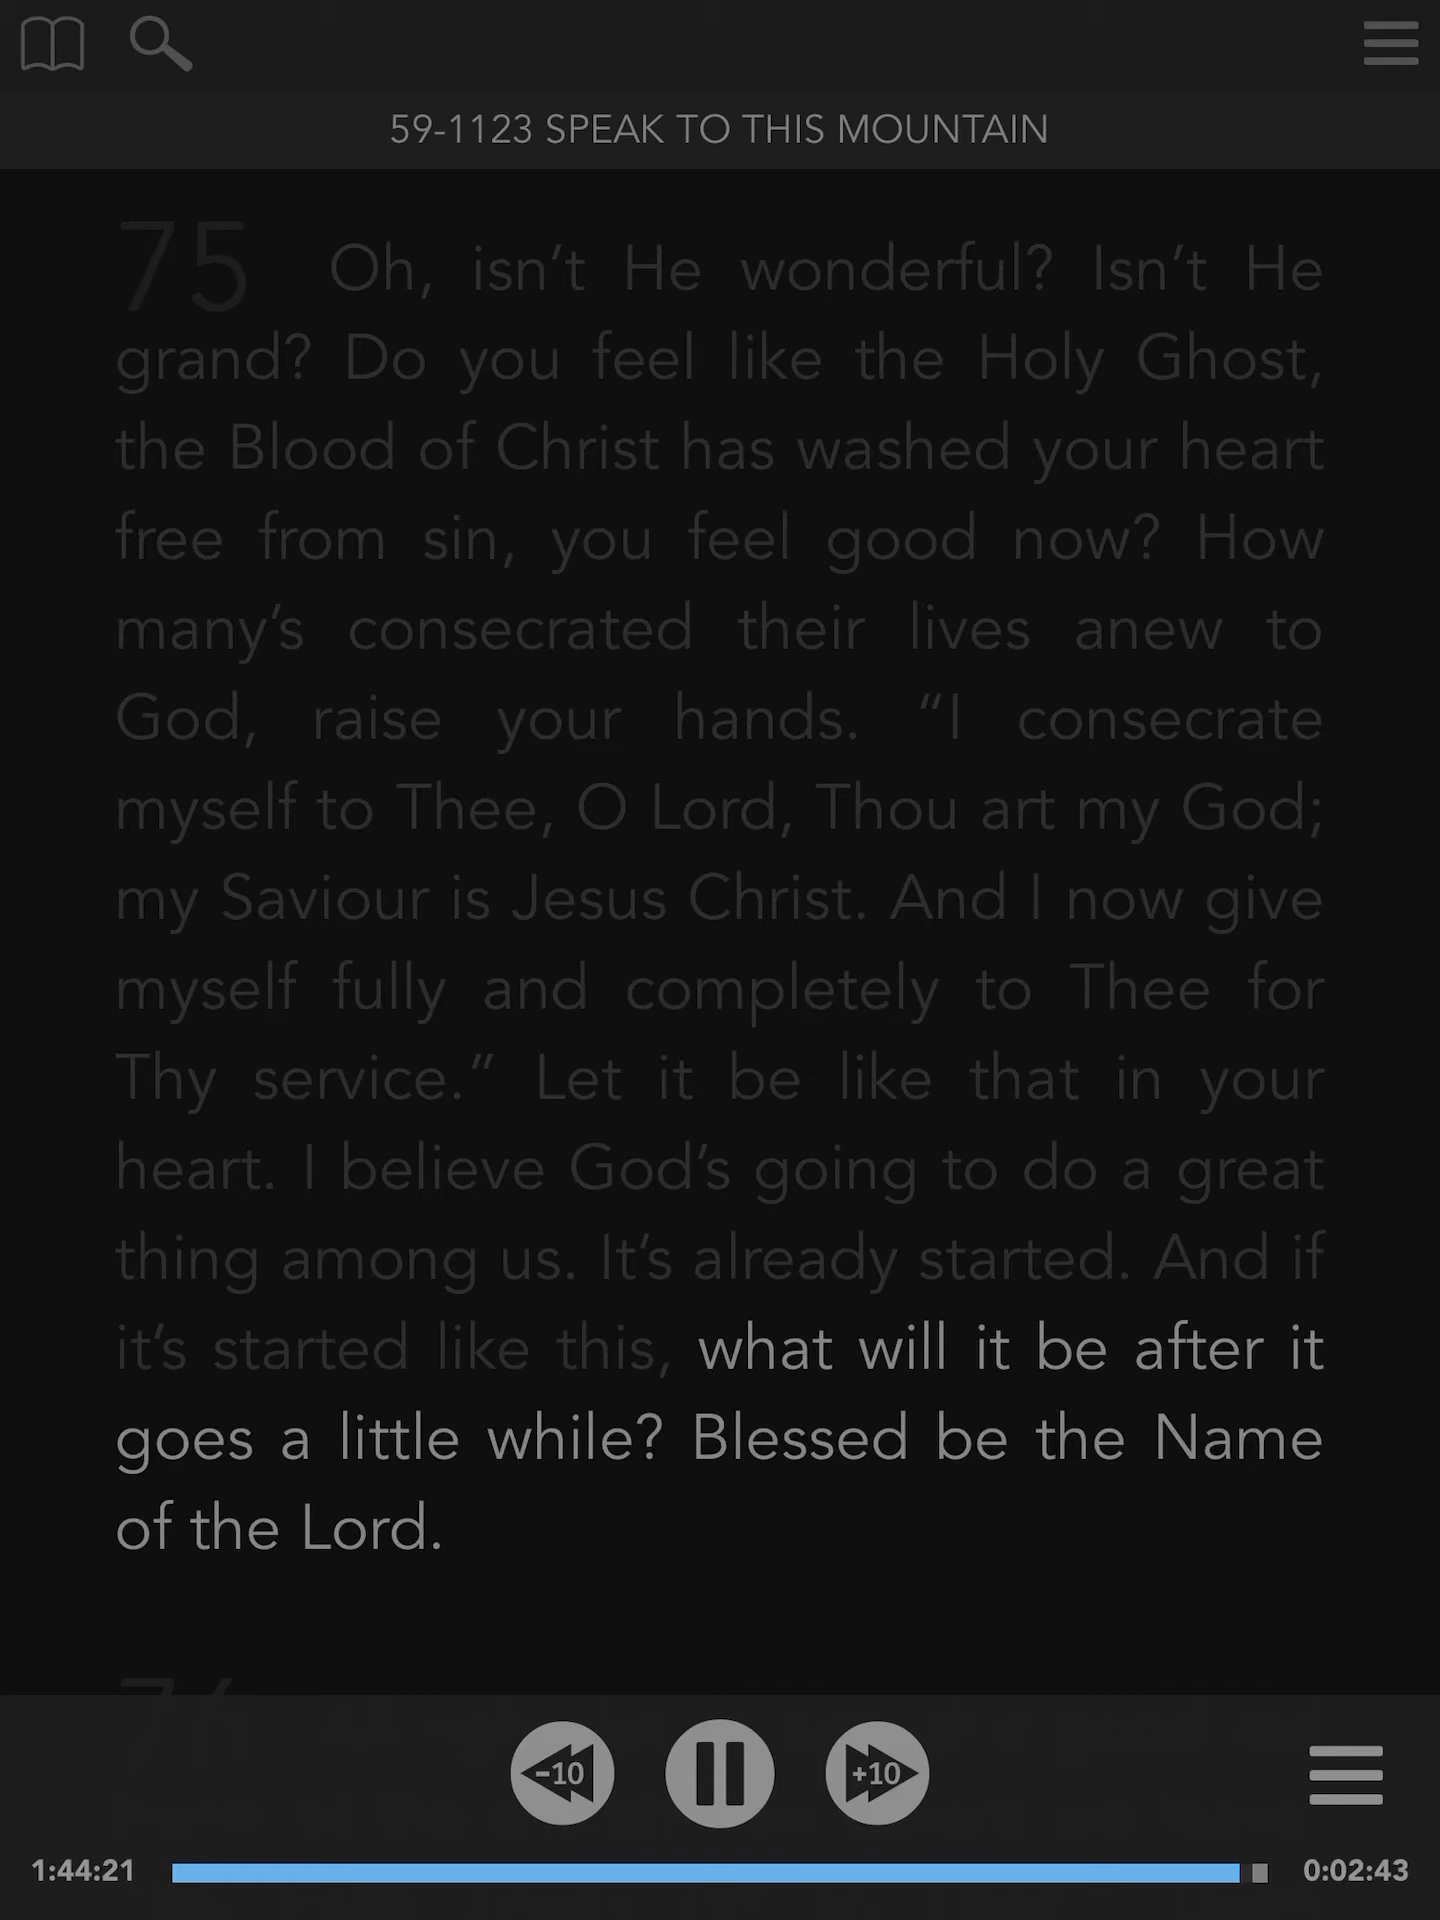 59-1123 SPEAK TO THIS MOUNTAIN
75 Oh, isn’t He wonderful? Isn’t He
grand? Do you feel like the Holy Ghost,
the Blood of Christ has washed your heart
free from sin, you feel good now? How
many’s consecrated their lives anew to
God, raise your hands. “I consecrate
myself to Thee, O Lord, Thou art my God;
my Saviour is Jesus Christ. And I now give
myself fully and completely to Thee for
Thy service.” Let it be like that in your
heart. I believe God’s going to do a great
thing among us. It’s already started. And if
it’s started like this, what will it be after it
goes a little while? Blessed be the Name
of the Lord.
76
-10 +10
1:44:21 0:02:43